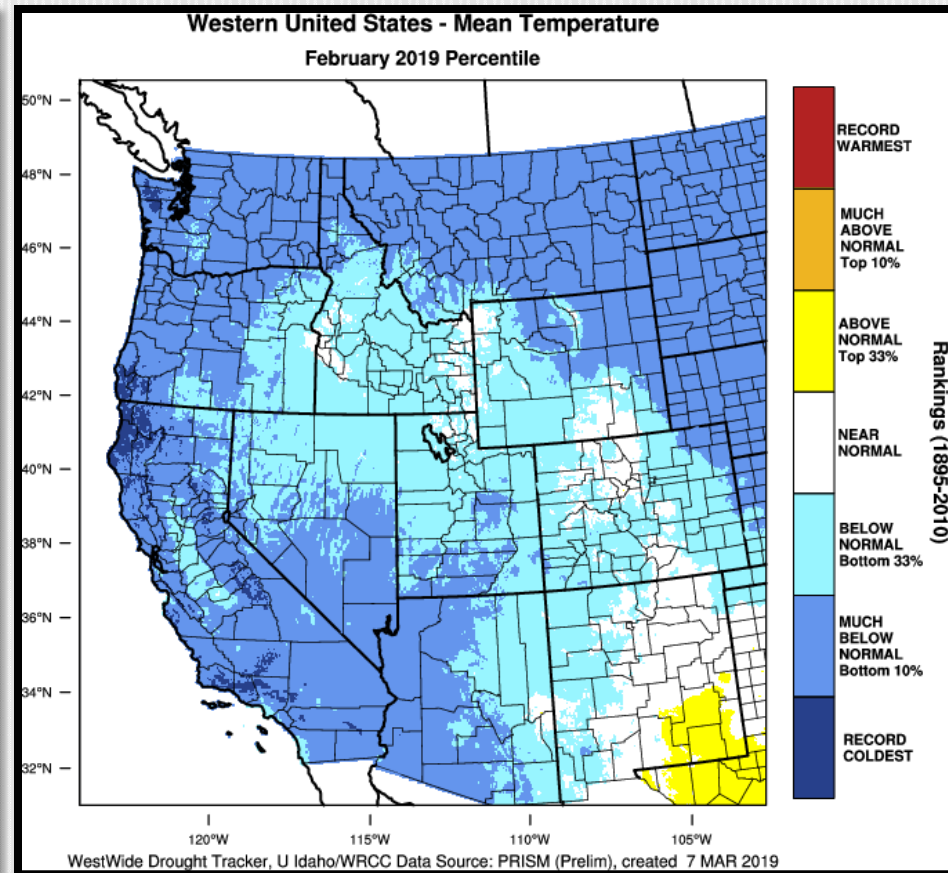 Western United States - Mean Temperature
February 2019 Percentile
50°N
48°N
46°N
44°N
42°N
40°N
38°N
36°N
34°N
32°N
120°W
115°W
110°W
105°W
RECORD
WARMEST
MUCH
ABOVE
NORMAL
Top 10%
ABOVE
NORMAL
Top 33%
NEAR
NORMAL
BELOW
NORMAL
Bottom 33%
MUCH
BELOW
NORMAL
Bottom 10%
RECORD
COLDEST
Rankings (1895-2010)
WestWide Drought Tracker, U Idaho/WRCC Data Source: PRISM (Prelim), created 7 MAR 2019